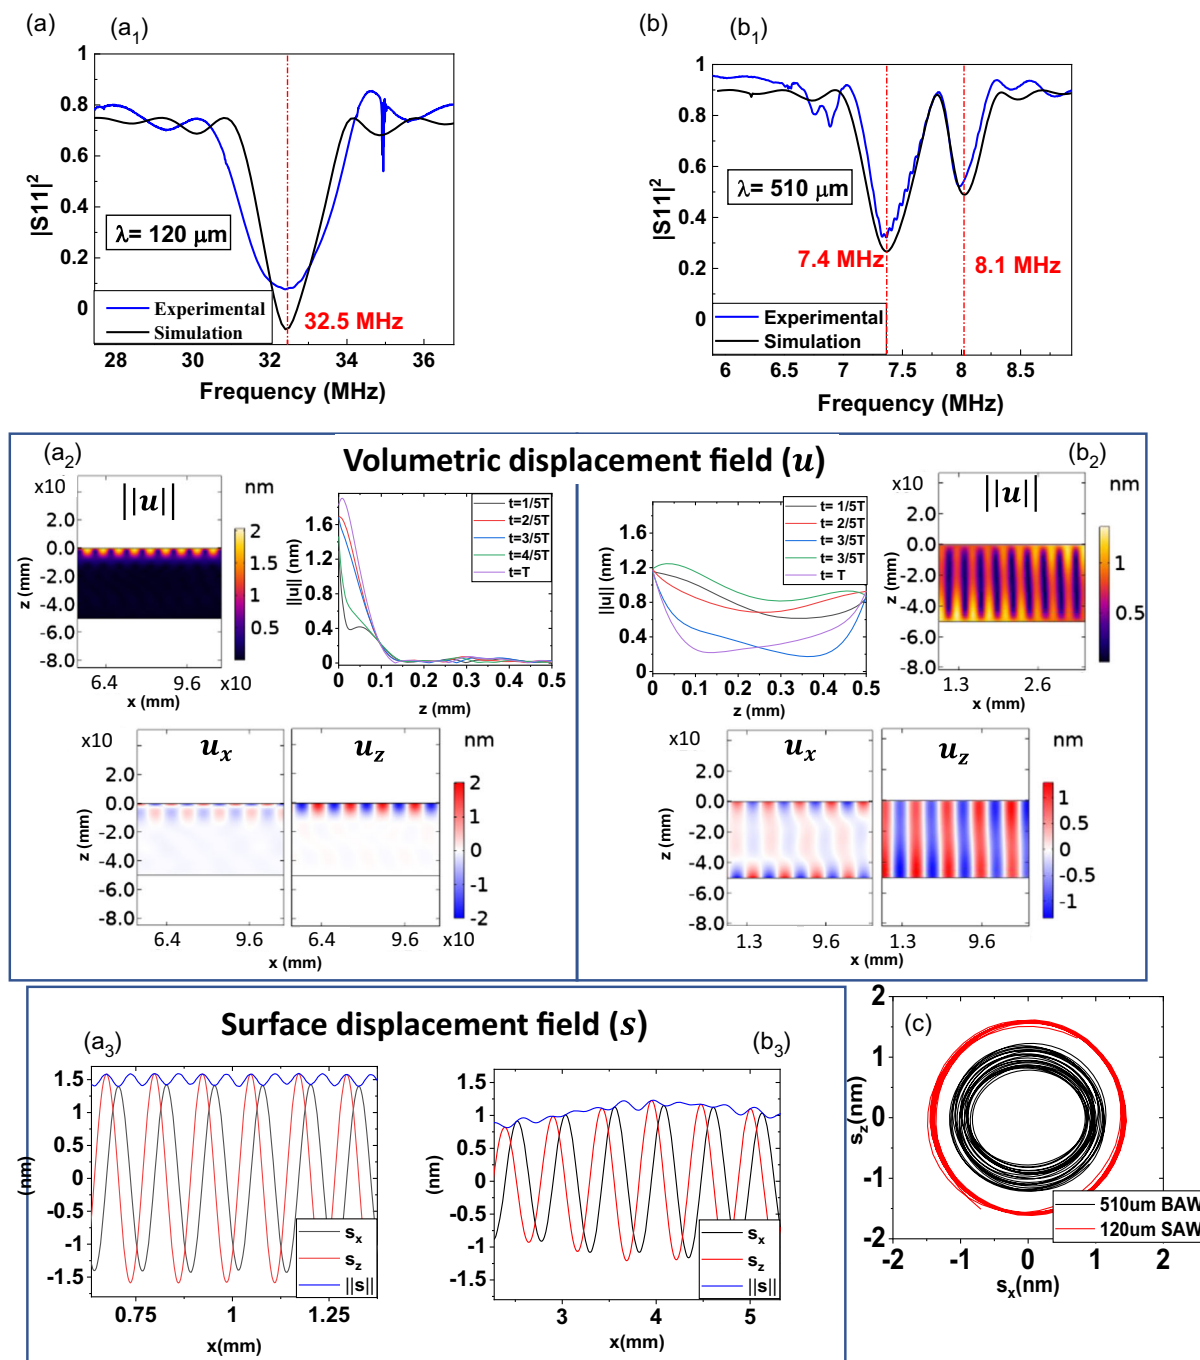 (a)
(a₁)
1
0.8
0.6
0.4
0.2
0
|S11|²
λ= 120 μm
Experimental
Simulation
32.5 MHz
28
30
32
34
36
Frequency (MHz)
(b)
(b₁)
1
0.8
0.6
0.4
0.2
0
|S11|²
λ= 510 μm
7.4 MHz
8.1 MHz
Experimental
Simulation
6
6.5
7
7.5
8
8.5
Frequency (MHz)
Volumetric displacement field (u)
(a₂)
x10
||u||
nm
2.0
0.0
-2.0
-4.0
-6.0
-8.0
z (mm)
2
1.5
1
0.5
6.4
9.6
x10
x (mm)
1.6
1.2
0.8
0.4
0
||u|| (nm)
t=1/5T
t=2/5T
t=3/5T
t=4/5T
t=T
0
0.1
0.2
0.3
0.4
0.5
z (mm)
x10
uₓ
u_z
nm
2.0
0.0
-2.0
-4.0
-6.0
-8.0
z (mm)
2
1
0
-1
-2
6.4
9.6
6.4
9.6
x10
x (mm)
(b₂)
1.6
1.2
0.8
0.4
0
||u|| (nm)
t= 1/5T
t= 2/5T
t= 3/5T
t= 3/5T
t= T
0
0.1
0.2
0.3
0.4
0.5
z (mm)
x10
||u||
nm
2.0
0.0
-2.0
-4.0
-6.0
-8.0
z (mm)
1
0.5
1.3
2.6
x (mm)
x10
uₓ
u_z
nm
2.0
0.0
-2.0
-4.0
-6.0
-8.0
z (mm)
1
0.5
0
-0.5
-1
1.3
9.6
1.3
9.6
x (mm)
Surface displacement field (s)
(a₃)
1.5
1
0.5
0
-0.5
-1
-1.5
(nm)
sₓ
s_z
||s||
0.75
1
1.25
x(mm)
(b₃)
1.5
1
0.5
0
-0.5
-1
-1.5
(nm)
sₓ
s_z
||s||
3
4
5
x(mm)
(c)
2
1
0
-1
-2
s_z(nm)
510um BAW
120um SAW
-2
-1
0
1
2
sₓ(nm)